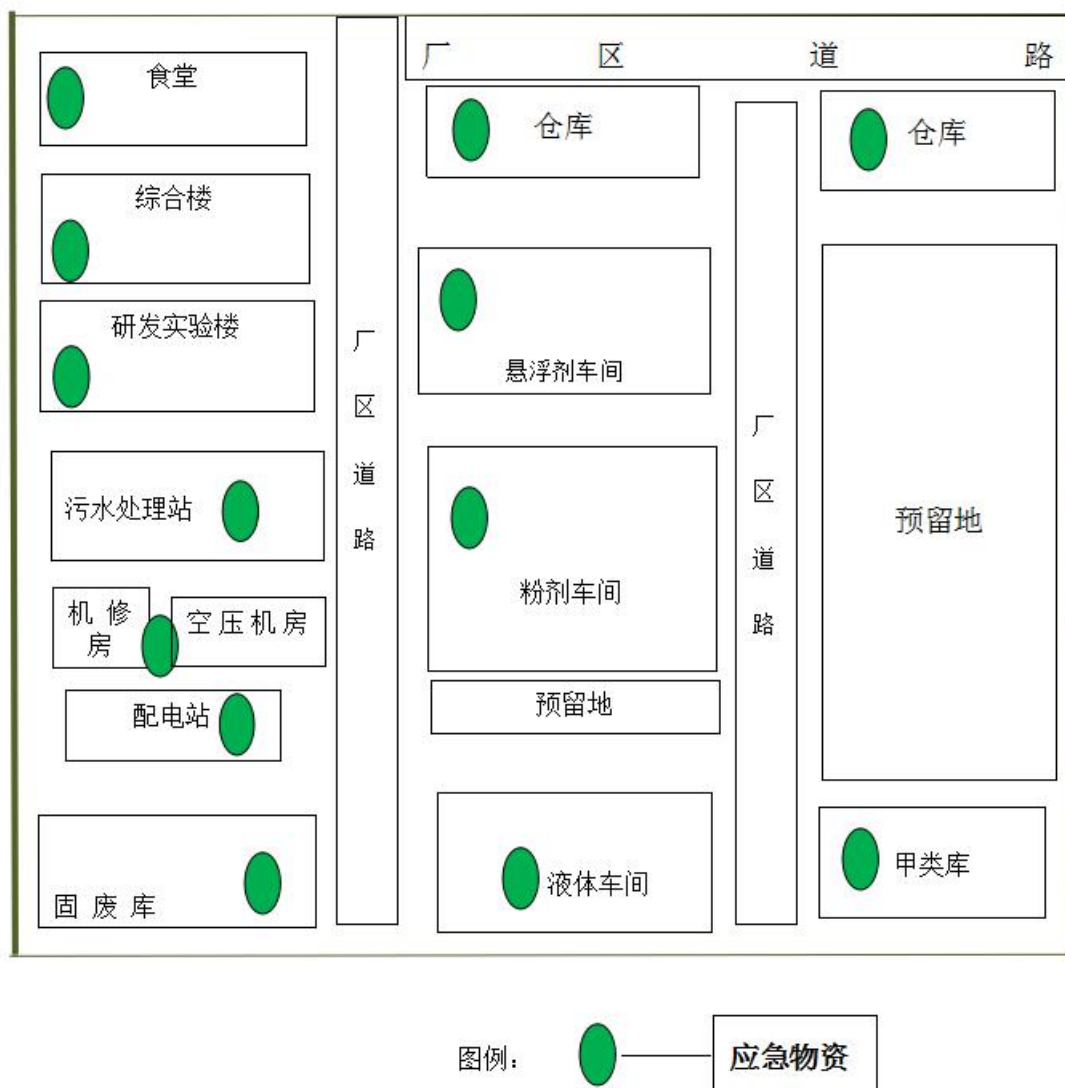 厂 区 道 路
食堂
仓库
仓库
综合楼
研发实验楼
厂
区
道
路
悬浮剂车间
厂
区
道
路
污水处理站
预留地
粉剂车间
机 修
房
空 压 机 房
配电站
预留地
固 废 库
液体车间
甲类库
图例：
应急物资